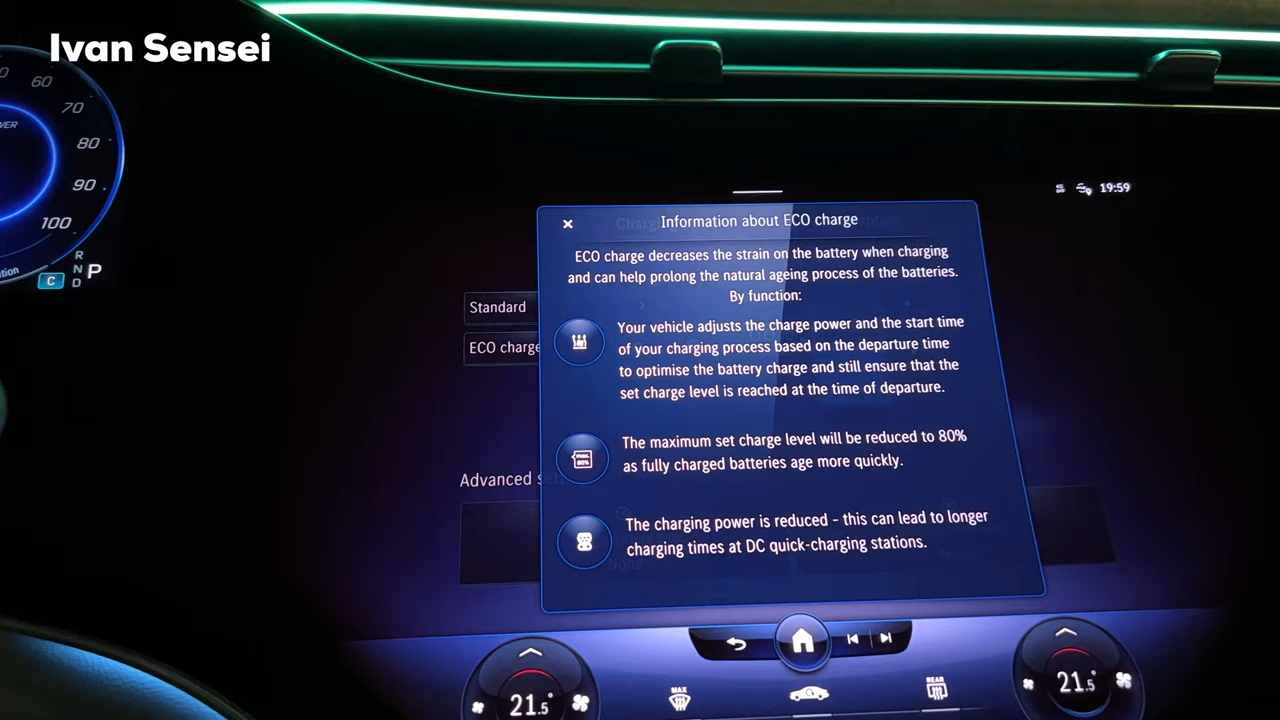 Ivan Sensei
60
70
80
90
100
R
N
D
P
C
19:59
Information about ECO charge
ECO charge decreases the strain on the battery when charging
and can help prolong the natural ageing process of the batteries.
By function:
Standard
ECO charge
Your vehicle adjusts the charge power and the start time
of your charging process based on the departure time
to optimise the battery charge and still ensure that the
set charge level is reached at the time of departure.
max.
80%
The maximum set charge level will be reduced to 80%
as fully charged batteries age more quickly.
Advanced
The charging power is reduced - this can lead to longer
charging times at DC quick-charging stations.
None
21.5°
MAX
REAR
21.5°